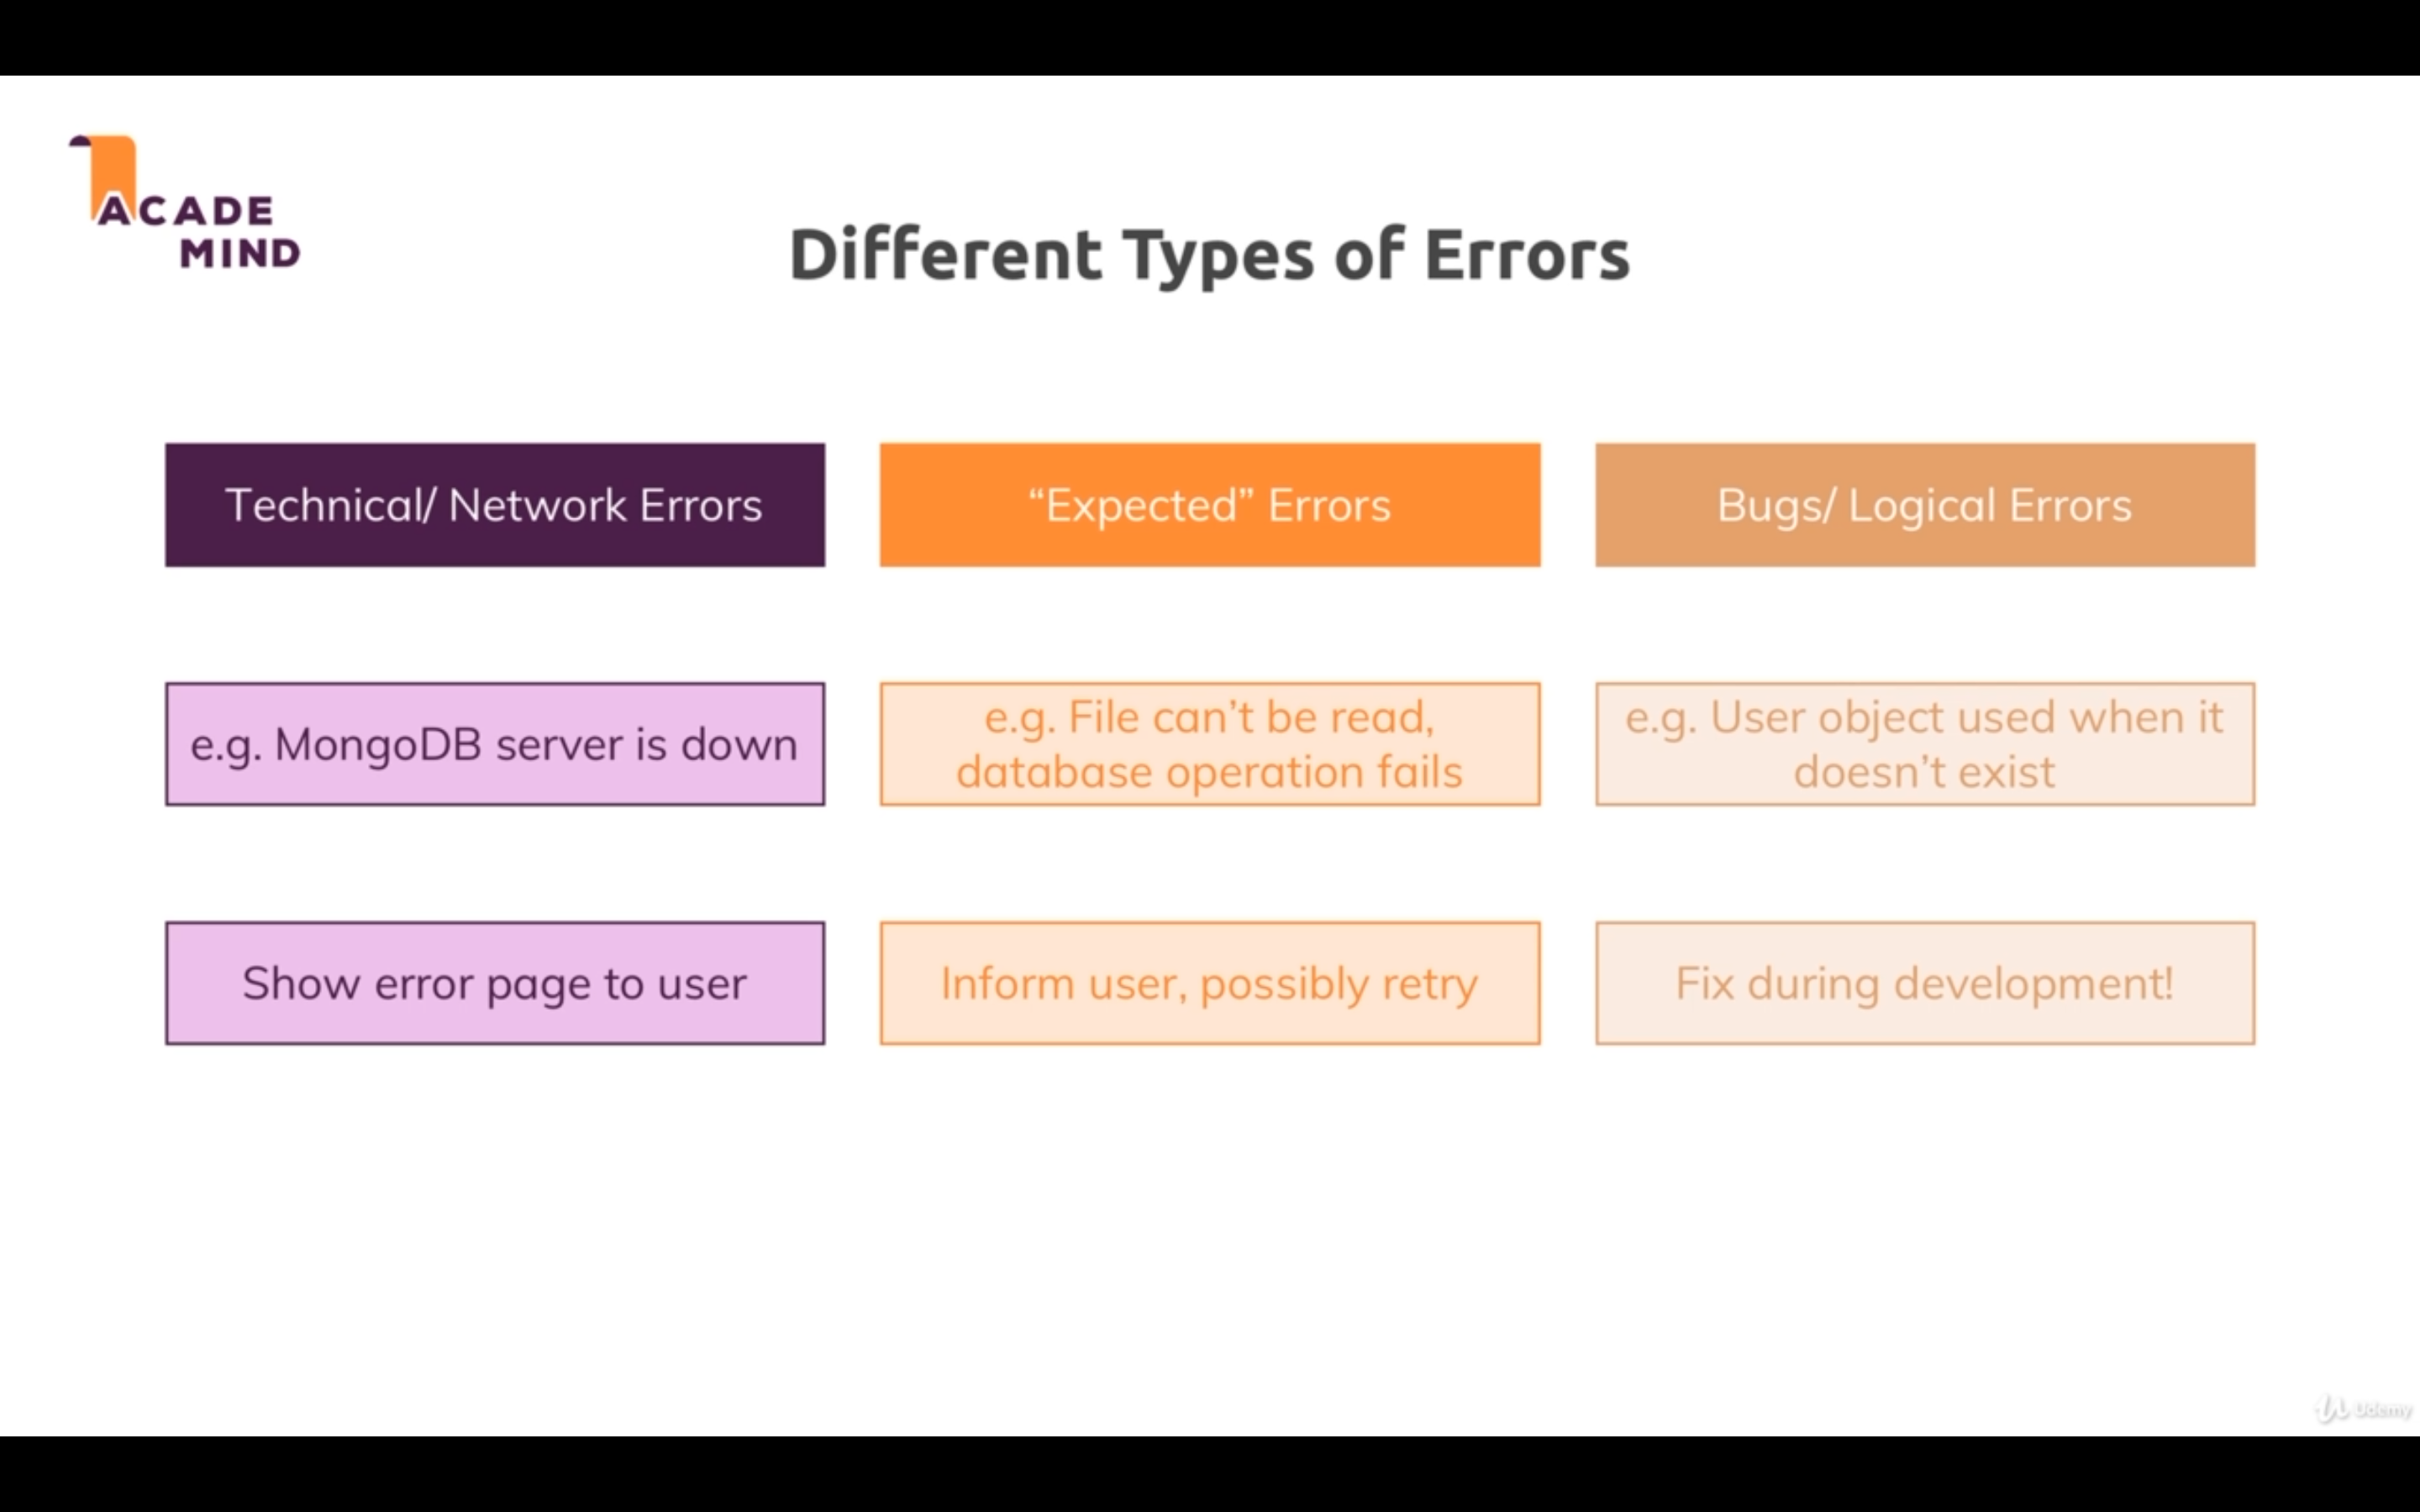 ACADE
MIND
Different Types of Errors
Technical/ Network Errors
“Expected” Errors
Bugs/ Logical Errors
e.g. MongoDB server is down
e.g. File can’t be read,
database operation fails
e.g. User object used when it
doesn’t exist
Show error page to user
Inform user, possibly retry
Fix during development!
Udemy